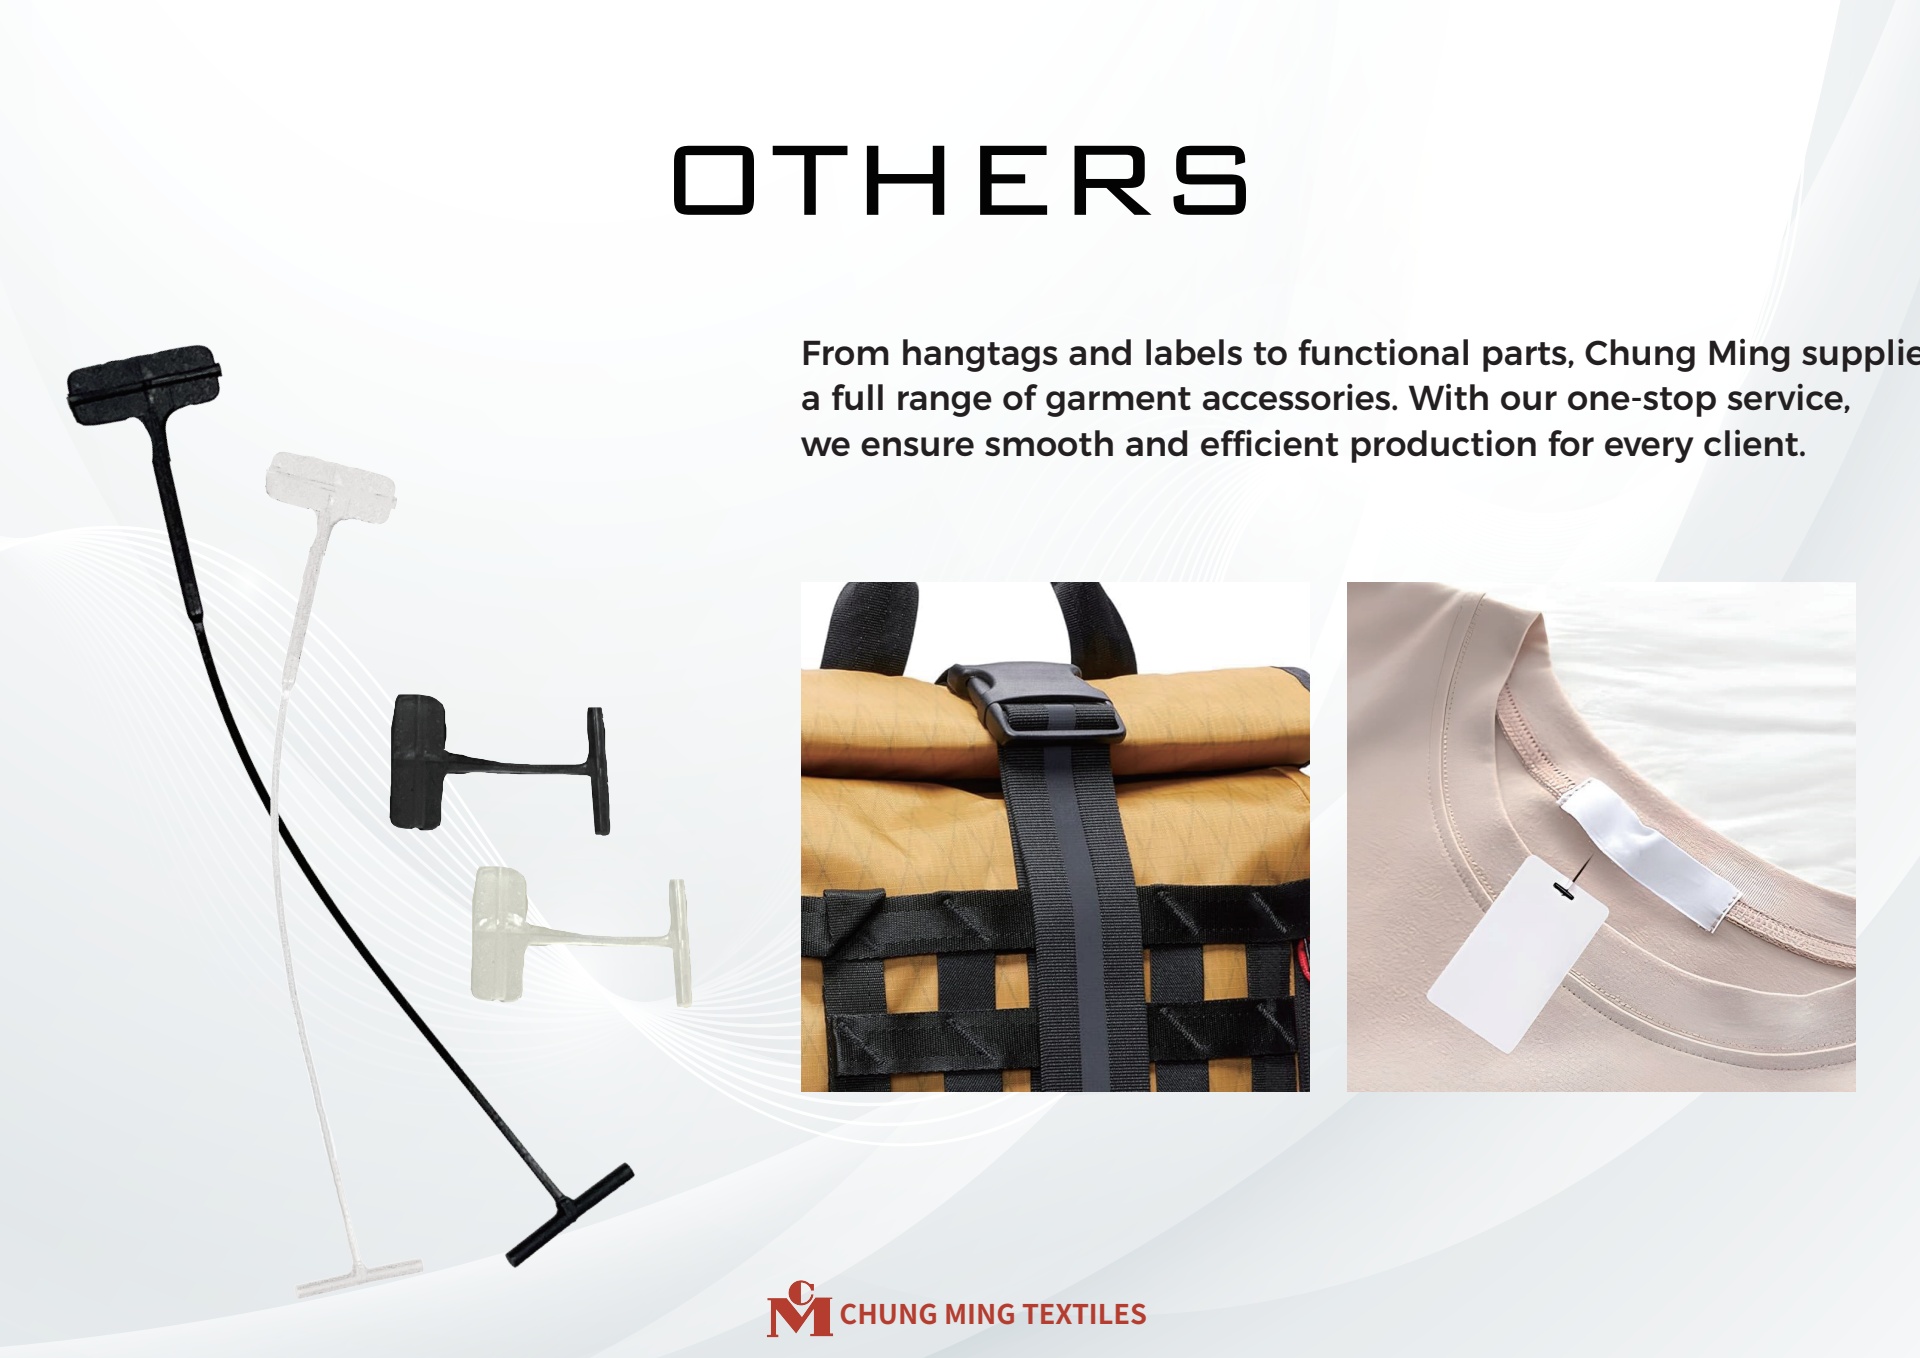 OTHERS
From hangtags and labels to functional parts, Chung Ming supplie
a full range of garment accessories. With our one-stop service,
we ensure smooth and efficient production for every client.
CM CHUNG MING TEXTILES